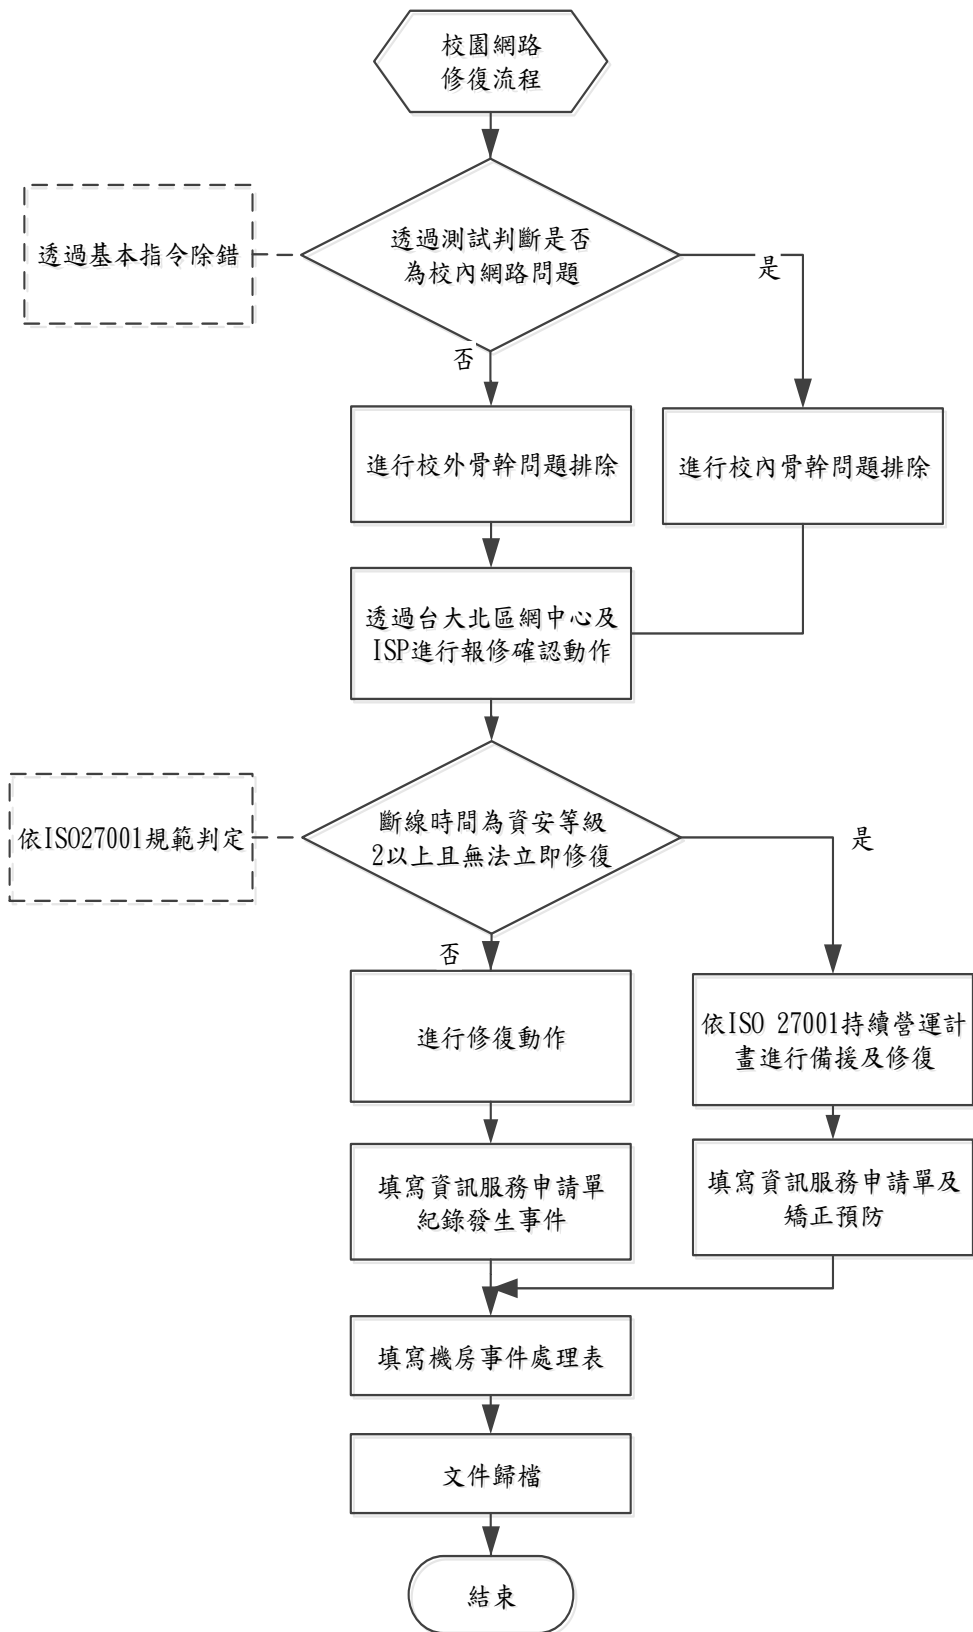 校園網路
修復流程
透過基本指令除錯
透過測試判斷是否
為校內網路問題
是
否
進行校外骨幹問題排除
進行校內骨幹問題排除
透過台大北區網中心及
ISP進行報修確認動作
依ISO27001規範判定
斷線時間為資安等級
2以上且無法立即修復
是
否
進行修復動作
依ISO 27001持續營運計
畫進行備援及修復
填寫資訊服務申請單
紀錄發生事件
填寫資訊服務申請單及
矯正預防
填寫機房事件處理表
文件歸檔
結束